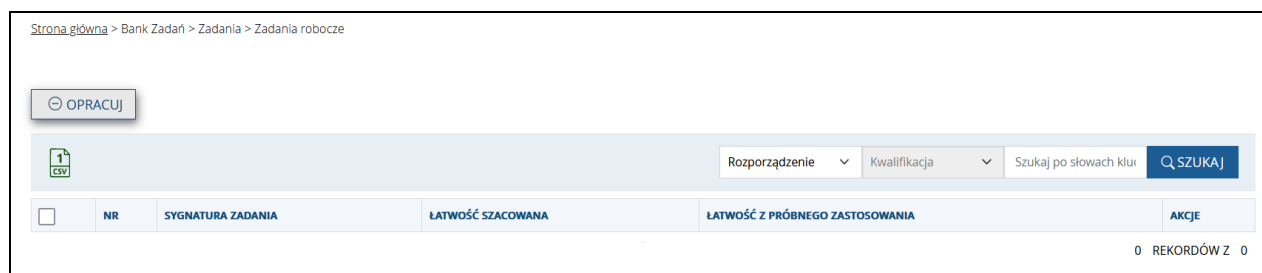 Strona główna > Bank Zadań > Zadania > Zadania robocze
OPRACUJ
1 CSV Rozporządzenie Kwalifikacja Szukaj po słowach kluc SZUKAJ
NR SYGNATURA ZADANIA ŁATWOŚĆ SZACOWANA ŁATWOŚĆ Z PRÓBNEGO ZASTOSOWANIA AKCJE
0 REKORDÓW Z 0